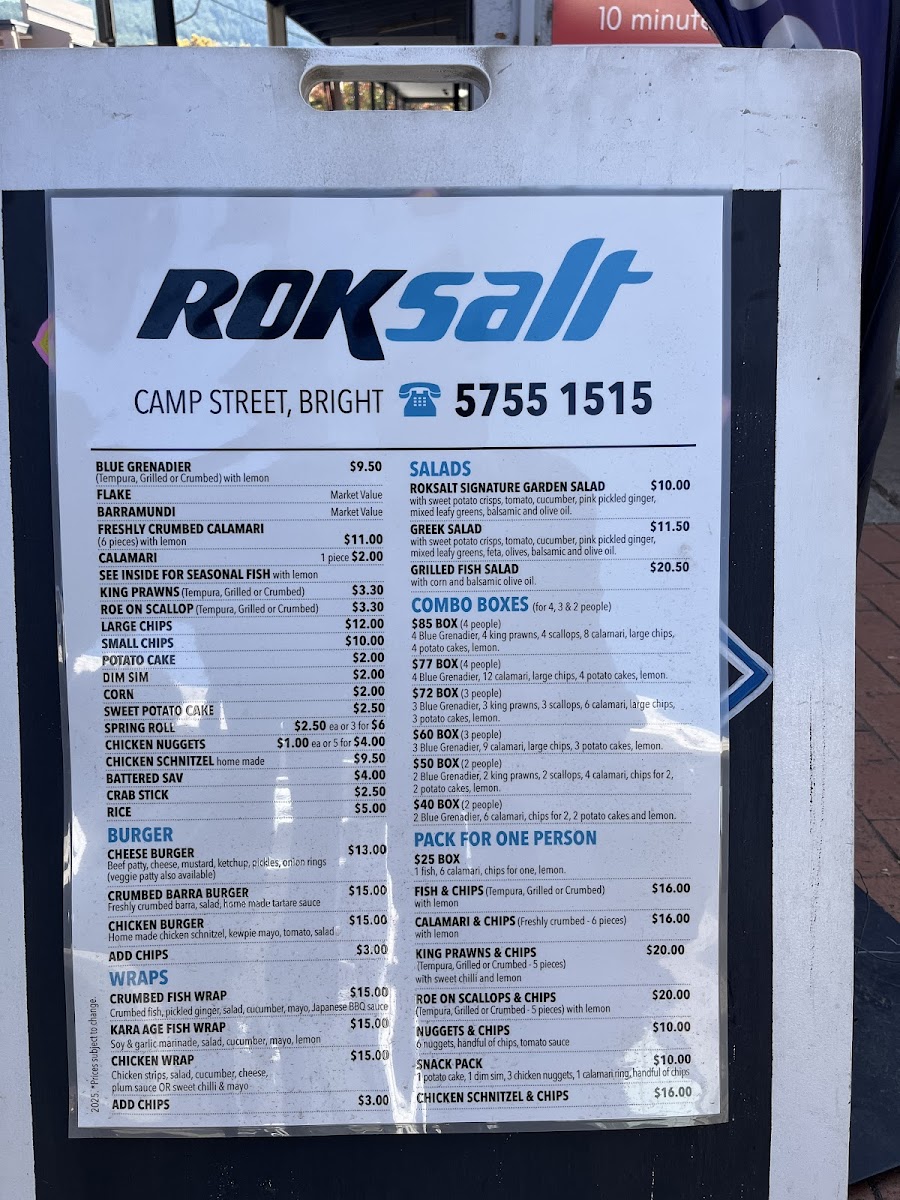 10 minute
ROKsalt
CAMP STREET, BRIGHT ☎ 5755 1515
BLUE GRENADIER $9.50
(Tempura, Grilled or Crumbed) with lemon
FLAKE Market Value
BARRAMUNDI Market Value
FRESHLY CRUMBED CALAMARI
(6 pieces) with lemon $11.00
CALAMARI 1 piece $2.00
SEE INSIDE FOR SEASONAL FISH with lemon
KING PRAWNS (Tempura, Grilled or Crumbed) $3.30
ROE ON SCALLOP (Tempura, Grilled or Crumbed) $3.30
LARGE CHIPS $12.00
SMALL CHIPS $10.00
POTATO CAKE $2.00
DIM SIM $2.00
CORN $2.00
SWEET POTATO CAKE $2.50
SPRING ROLL $2.50 ea or 3 for $6
CHICKEN NUGGETS $1.00 ea or 5 for $4.00
CHICKEN SCHNITZEL home made $9.50
BATTERED SAV $4.00
CRAB STICK $2.50
RICE $5.00
BURGER
CHEESE BURGER $13.00
Beef patty, cheese, mustard, ketchup, pickles, onion rings
(veggie patty also available)
CRUMBED BARRA BURGER $15.00
Freshly crumbed barra, salad, home made tartare sauce
CHICKEN BURGER $15.00
Home made chicken schnitzel, kewpie mayo, tomato, salad
ADD CHIPS $3.00
WRAPS
CRUMBED FISH WRAP $15.00
Crumbed fish, pickled ginger, salad, cucumber, mayo, Japanese BBQ sauce
KARA AGE FISH WRAP $15.00
Soy & garlic marinade, salad, cucumber, mayo, lemon
CHICKEN WRAP $15.00
Chicken strips, salad, cucumber, cheese,
plum sauce OR sweet chilli & mayo
ADD CHIPS $3.00
2025. *Prices subject to change.
SALADS
ROKSALT SIGNATURE GARDEN SALAD $10.00
with sweet potato crisps, tomato, cucumber, pink pickled ginger,
mixed leafy greens, balsamic and olive oil.
GREEK SALAD $11.50
with sweet potato crisps, tomato, cucumber, pink pickled ginger,
mixed leafy greens, feta, olives, balsamic and olive oil.
GRILLED FISH SALAD $20.50
with corn and balsamic olive oil.
COMBO BOXES (for 4, 3 & 2 people)
$85 BOX (4 people)
4 Blue Grenadier, 4 king prawns, 4 scallops, 8 calamari, large chips,
4 potato cakes, lemon.
$77 BOX (4 people)
4 Blue Grenadier, 12 calamari, large chips, 4 potato cakes, lemon.
$72 BOX (3 people)
3 Blue Grenadier, 3 king prawns, 3 scallops, 6 calamari, large chips,
3 potato cakes, lemon.
$60 BOX (3 people)
3 Blue Grenadier, 9 calamari, large chips, 3 potato cakes, lemon.
$50 BOX (2 people)
2 Blue Grenadier, 2 king prawns, 2 scallops, 4 calamari, chips for 2,
2 potato cakes, lemon.
$40 BOX (2 people)
2 Blue Grenadier, 6 calamari, chips for 2, 2 potato cakes and lemon.
PACK FOR ONE PERSON
$25 BOX
1 fish, 6 calamari, chips for one, lemon.
FISH & CHIPS (Tempura, Grilled or Crumbed) $16.00
with lemon
CALAMARI & CHIPS (Freshly crumbed - 6 pieces) $16.00
with lemon
KING PRAWNS & CHIPS $20.00
(Tempura, Grilled or Crumbed - 5 pieces)
with sweet chilli and lemon
ROE ON SCALLOPS & CHIPS $20.00
(Tempura, Grilled or Crumbed - 5 pieces) with lemon
NUGGETS & CHIPS $10.00
6 nuggets, handful of chips, tomato sauce
SNACK PACK $10.00
1 potato cake, 1 dim sim, 3 chicken nuggets, 1 calamari ring, handful of chips
CHICKEN SCHNITZEL & CHIPS $16.00